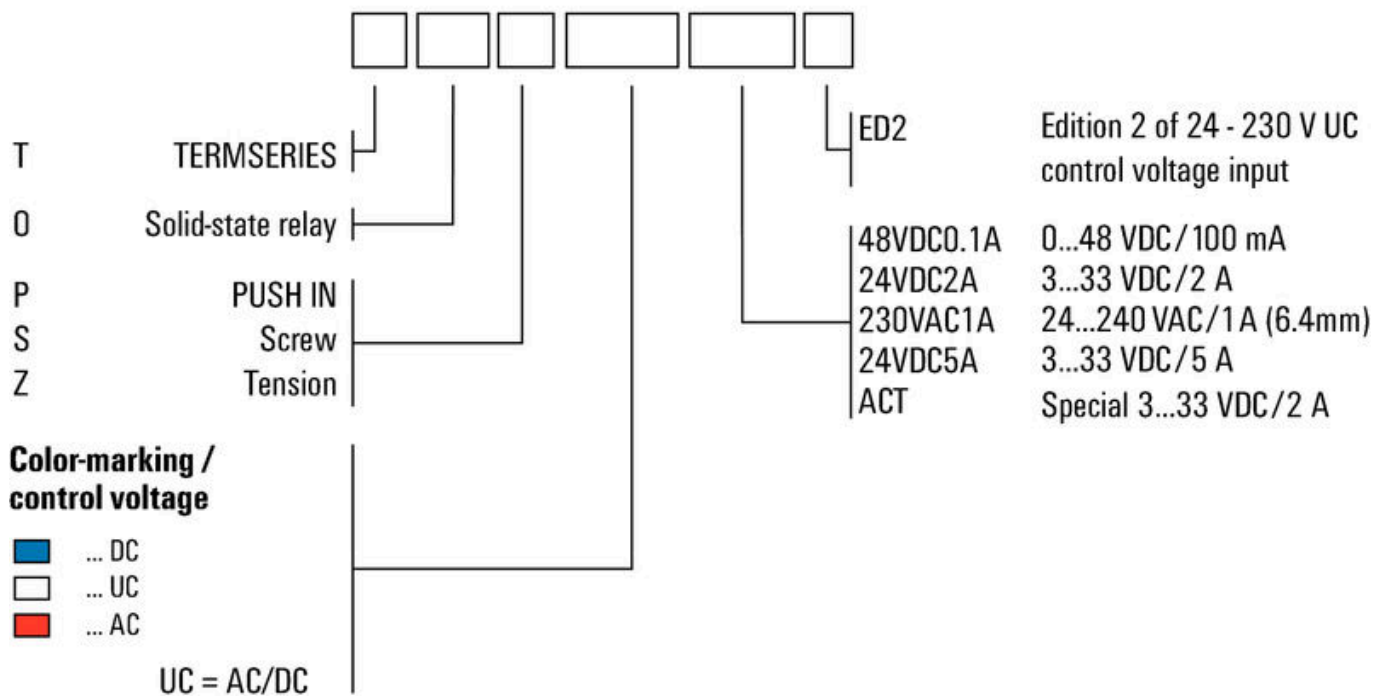 T TERMSERIES
O Solid-state relay
P PUSH IN
S Screw
Z Tension
Color-marking /
control voltage
... DC
... UC
... AC
UC = AC/DC
ED2 Edition 2 of 24 - 230 V UC
control voltage input
48VDC0.1A 0...48 VDC/100 mA
24VDC2A 3...33 VDC/2 A
230VAC1A 24...240 VAC/1A (6.4mm)
24VDC5A 3...33 VDC/5 A
ACT Special 3...33 VDC/2 A